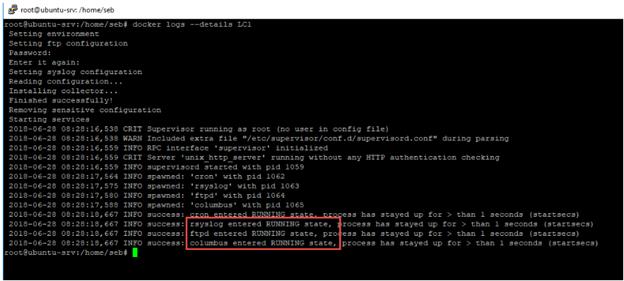 root@ubuntu-srv: /home/seb
root@ubuntu-srv:/home/seb# docker logs --details LC1
Setting environment
Setting ftp configuration
Password:
Enter it again:
Setting syslog configuration
Reading configuration...
Installing collector...
Finished successfully!
Removing sensitive configuration
Starting services
2018-06-28 08:28:16,538 CRIT Supervisor running as root (no user in config file)
2018-06-28 08:28:16,538 WARN Included extra file "/etc/supervisor/conf.d/supervisord.conf" during parsing
2018-06-28 08:28:16,559 INFO RPC interface 'supervisor' initialized
2018-06-28 08:28:16,559 CRIT Server 'unix_http_server' running without any HTTP authentication checking
2018-06-28 08:28:16,559 INFO supervisord started with pid 1059
2018-06-28 08:28:17,564 INFO spawned: 'cron' with pid 1062
2018-06-28 08:28:17,575 INFO spawned: 'rsyslog' with pid 1063
2018-06-28 08:28:17,580 INFO spawned: 'ftpd' with pid 1064
2018-06-28 08:28:17,588 INFO spawned: 'columbus' with pid 1065
2018-06-28 08:28:18,667 INFO success: cron entered RUNNING state, process has stayed up for > than 1 seconds (startsecs)
2018-06-28 08:28:18,667 INFO success: rsyslog entered RUNNING state, process has stayed up for > than 1 seconds (startsecs)
2018-06-28 08:28:18,667 INFO success: ftpd entered RUNNING state, process has stayed up for > than 1 seconds (startsecs)
2018-06-28 08:28:18,667 INFO success: columbus entered RUNNING state, process has stayed up for > than 1 seconds (startsecs)
root@ubuntu-srv:/home/seb#